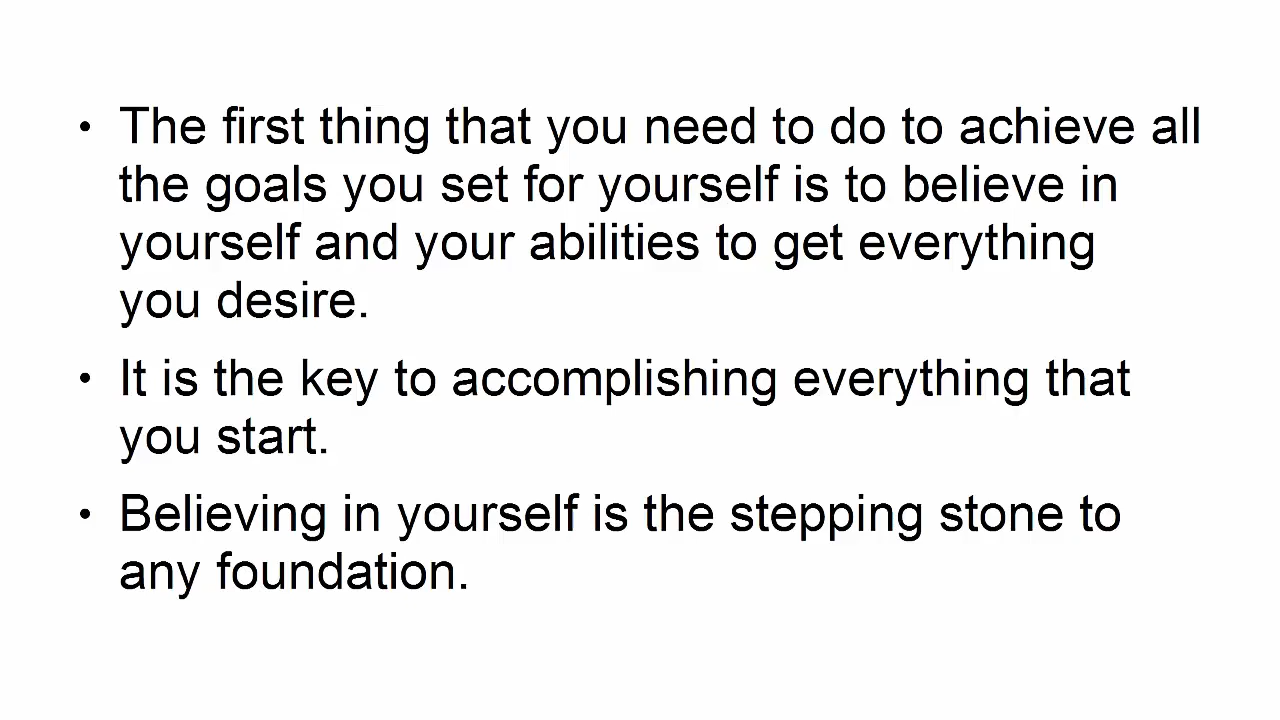 • The first thing that you need to do to achieve all
the goals you set for yourself is to believe in
yourself and your abilities to get everything
you desire.
• It is the key to accomplishing everything that
you start.
• Believing in yourself is the stepping stone to
any foundation.